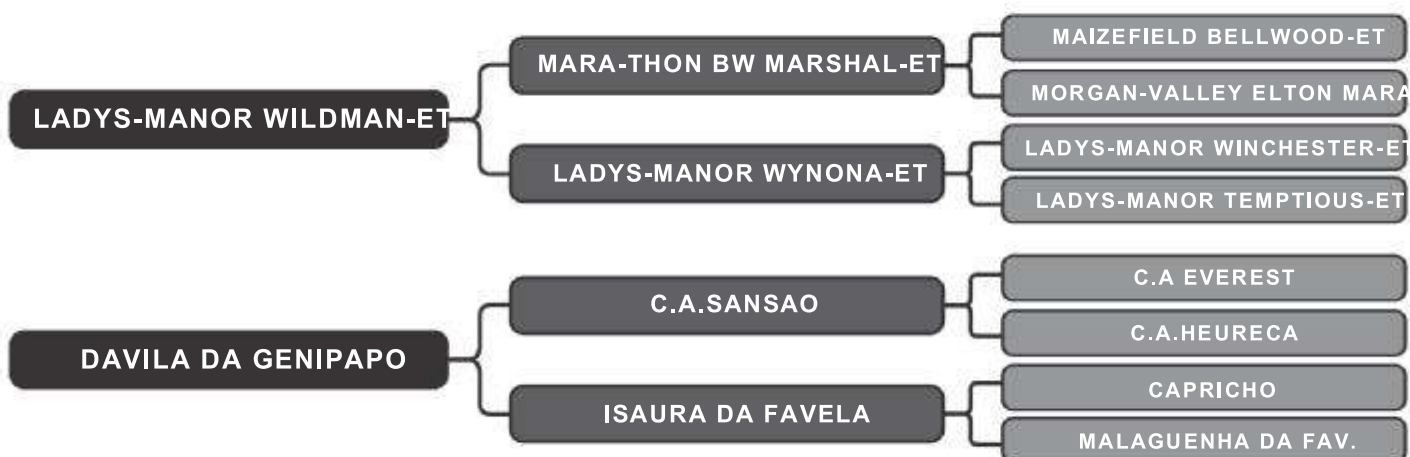 LADYS-MANOR WILDMAN-ET
MARA-THON BW MARSHAL-ET
MAIZEFIELD BELLWOOD-ET
MORGAN-VALLEY ELTON MARA
LADYS-MANOR WYNONA-ET
LADYS-MANOR WINCHESTER-ET
LADYS-MANOR TEMPTIOUS-ET
DAVILA DA GENIPAPO
C.A.SANSAO
C.A EVEREST
C.A.HEURECA
ISAURA DA FAVELA
CAPRICHO
MALAGUENHA DA FAV.